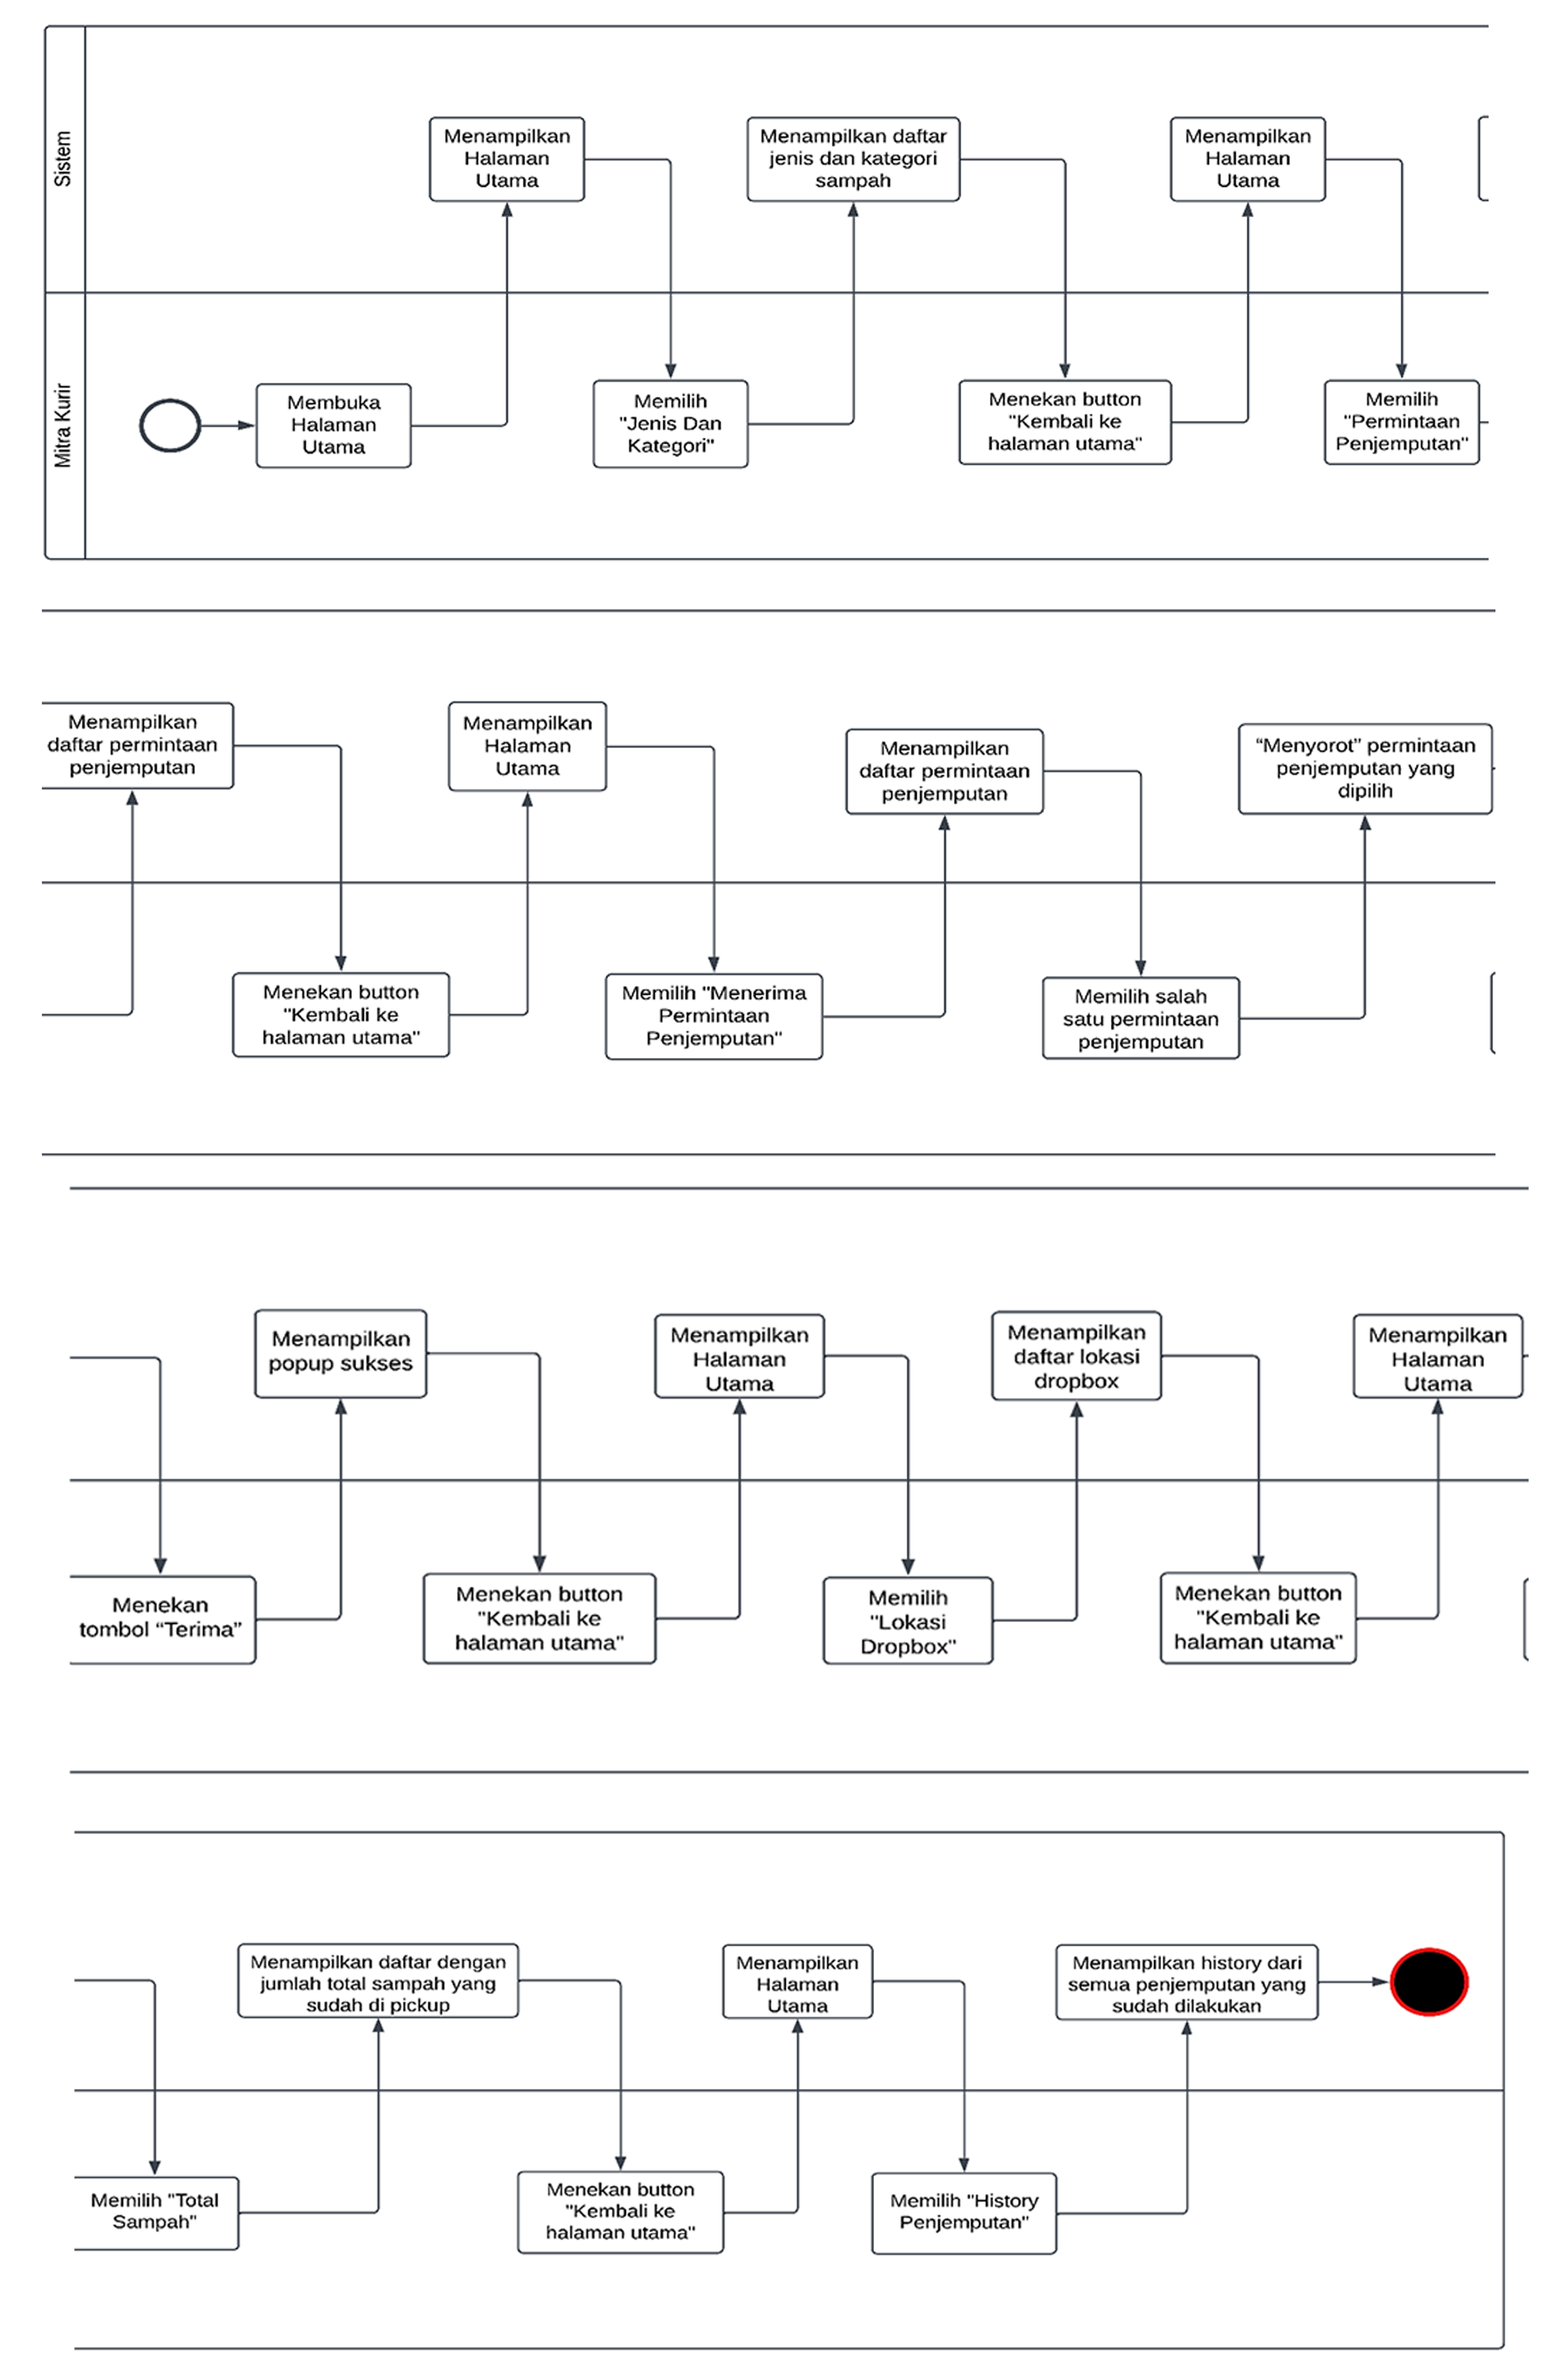 Sistem
Menampilkan
Halaman
Utama
Menampilkan daftar
jenis dan kategori
sampah
Menampilkan
Halaman
Utama
Mitra Kurir
Membuka
Halaman
Utama
Memilih
"Jenis Dan
Kategori"
Menekan button
"Kembali ke
halaman utama"
Memilih
"Permintaan
Penjemputan"
Menampilkan
daftar permintaan
penjemputan
Menampilkan
Halaman
Utama
Menampilkan
daftar permintaan
penjemputan
“Menyorot” permintaan
penjemputan yang
dipilih
Menekan button
"Kembali ke
halaman utama"
Memilih "Menerima
Permintaan
Penjemputan"
Memilih salah
satu permintaan
penjemputan
Menampilkan
popup sukses
Menampilkan
Halaman
Utama
Menampilkan
daftar lokasi
dropbox
Menampilkan
Halaman
Utama
Menekan
tombol “Terima”
Menekan button
"Kembali ke
halaman utama"
Memilih
"Lokasi
Dropbox"
Menekan button
"Kembali ke
halaman utama"
Menampilkan daftar dengan
jumlah total sampah yang
sudah di pickup
Menampilkan
Halaman
Utama
Menampilkan history dari
semua penjemputan yang
sudah dilakukan
Memilih "Total
Sampah"
Menekan button
"Kembali ke
halaman utama"
Memilih "History
Penjemputan"